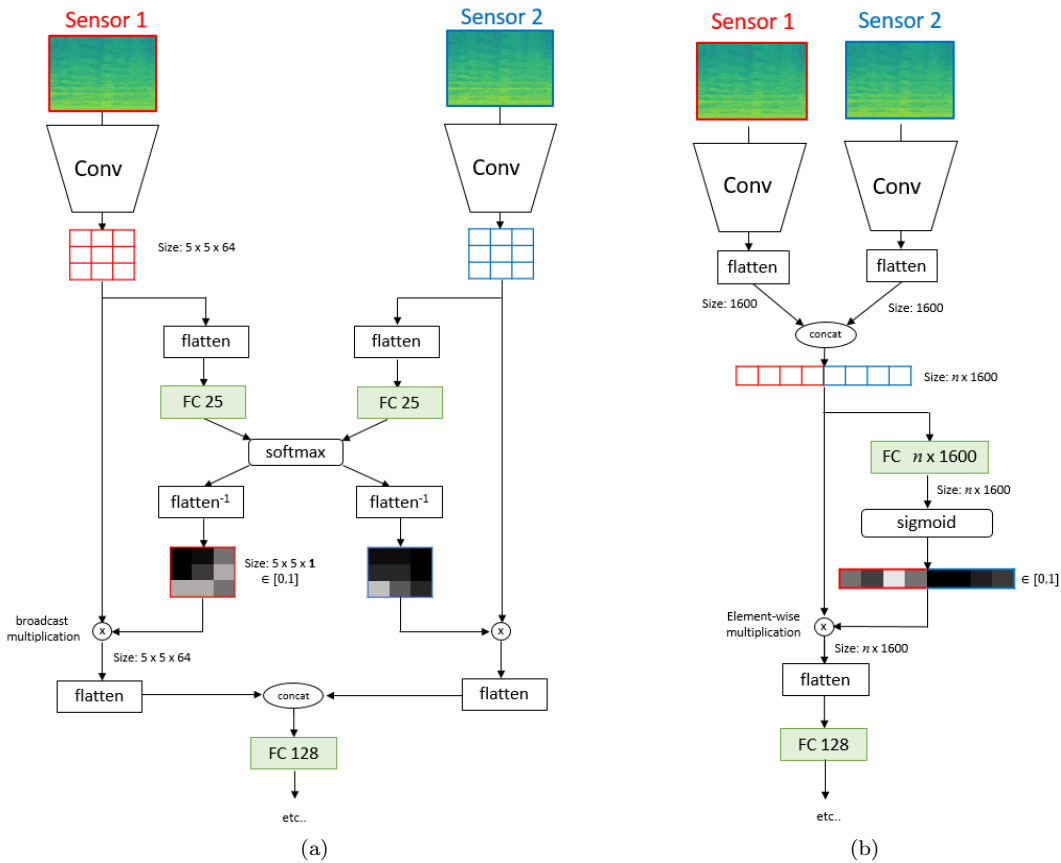 Sensor 1
Sensor 2
Conv
Conv
Size: 5 x 5 x 64
flatten
flatten
FC 25
FC 25
softmax
flatten⁻¹
flatten⁻¹
Size: 5 x 5 x 1
∈ [0,1]
broadcast
multiplication
x
x
Size: 5 x 5 x 64
flatten
concat
flatten
FC 128
etc..
(a)
Sensor 1
Sensor 2
Conv
Conv
flatten
flatten
Size: 1600
Size: 1600
concat
Size: n x 1600
FC n x 1600
Size: n x 1600
sigmoid
∈ [0,1]
Element-wise
multiplication
x
Size: n x 1600
flatten
FC 128
etc..
(b)